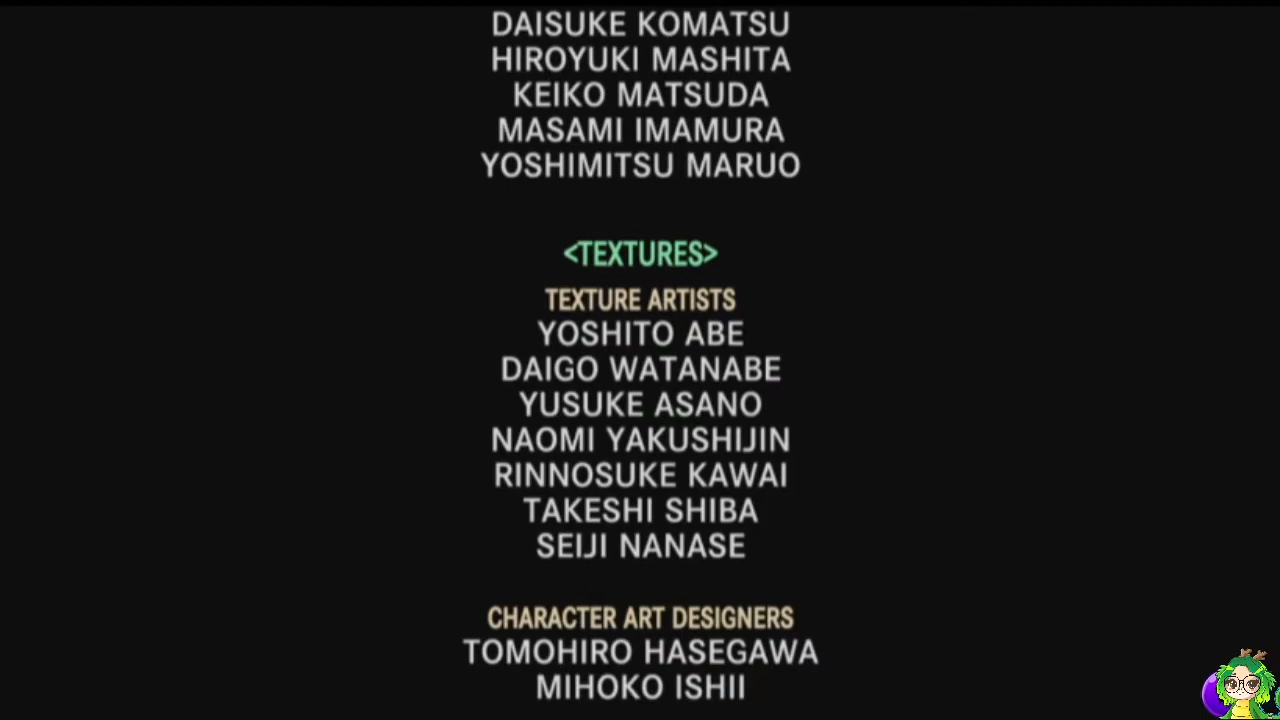 DAISUKE KOMATSU
HIROYUKI MASHITA
KEIKO MATSUDA
MASAMI IMAMURA
YOSHIMITSU MARUO
<TEXTURES>
TEXTURE ARTISTS
YOSHITO ABE
DAIGO WATANABE
YUSUKE ASANO
NAOMI YAKUSHIJIN
RINNOSUKE KAWAI
TAKESHI SHIBA
SEIJI NANASE
CHARACTER ART DESIGNERS
TOMOHIRO HASEGAWA
MIHOKO ISHII